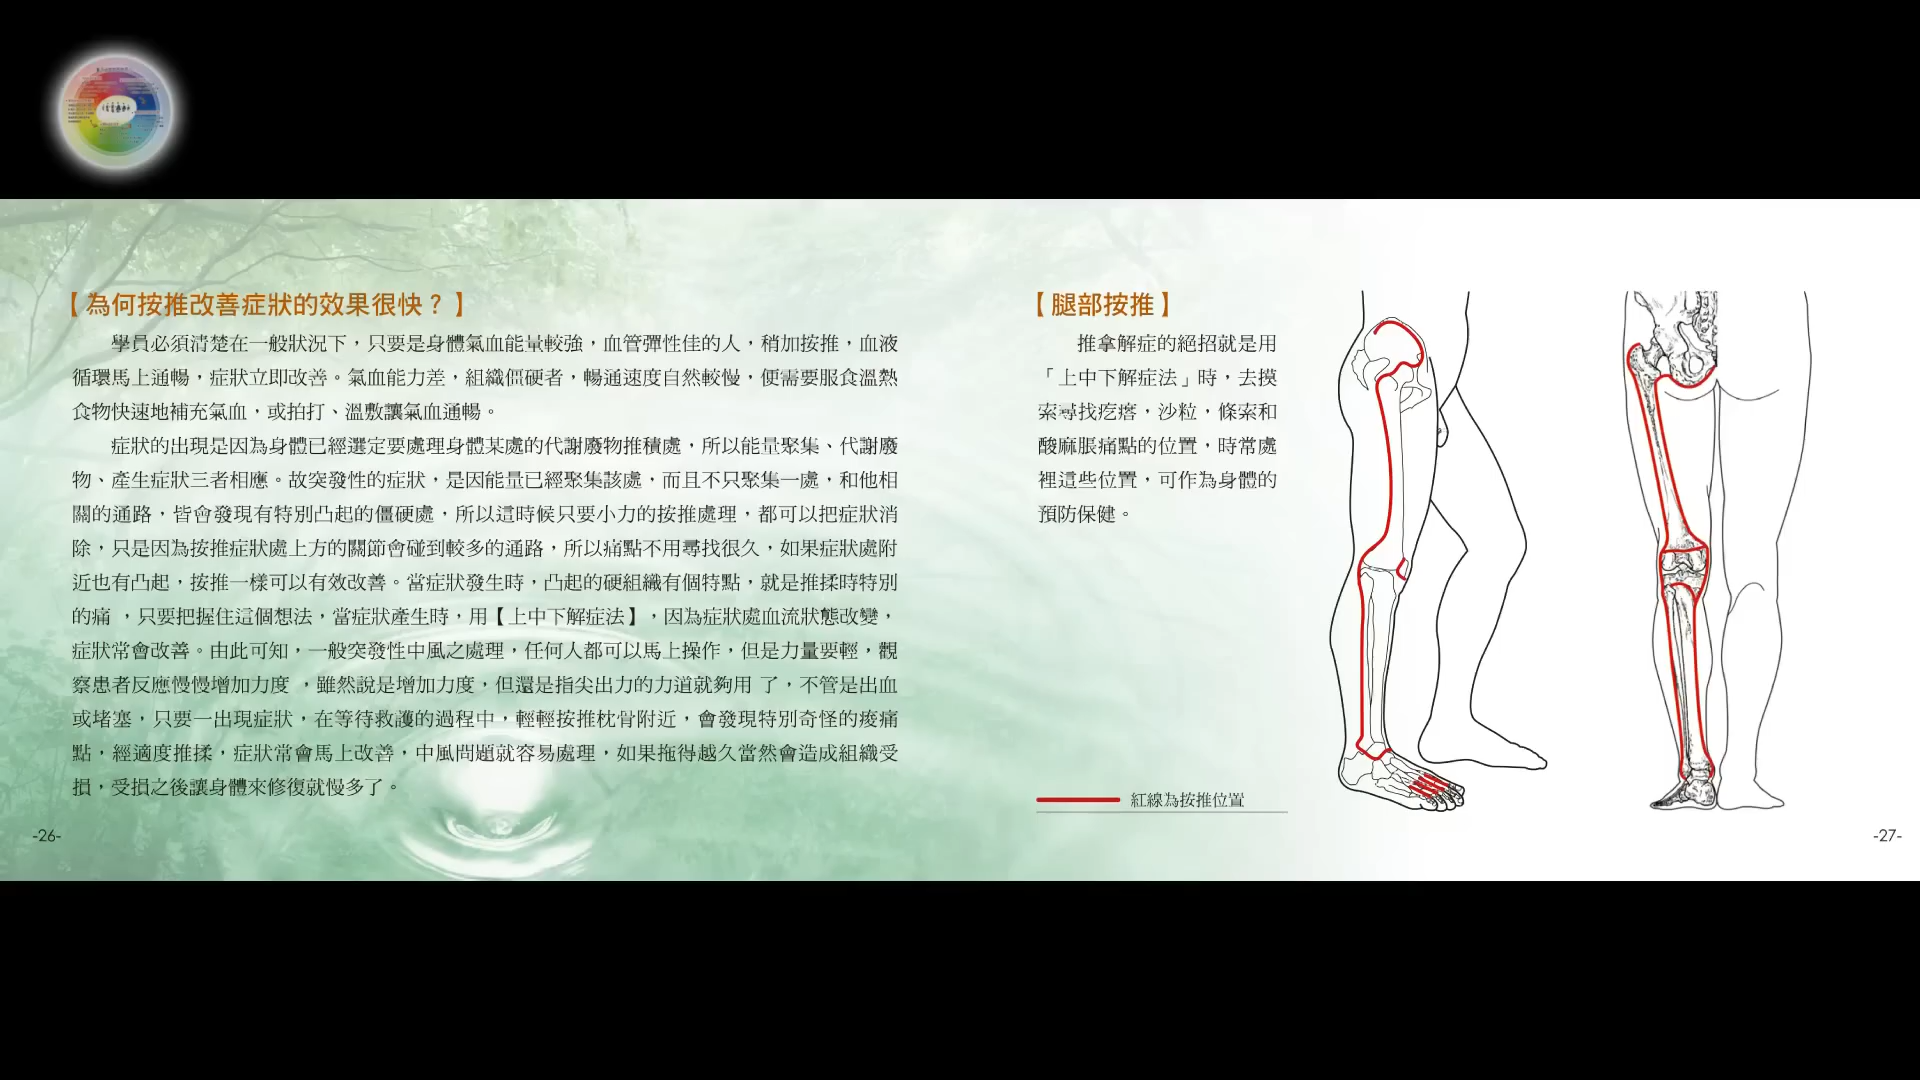 【為何按推改善症狀的效果很快？】
學員必須清楚在一般狀況下，只要是身體氣血能量較強，血管彈性佳的人，稍加按推，血液
循環馬上通暢，症狀立即改善。氣血能力差，組織僵硬者，暢通速度自然較慢，便需要服食溫熱
食物快速地補充氣血，或拍打、溫敷讓氣血通暢。
症狀的出現是因為身體已經選定要處理身體某處的代謝廢物推積處，所以能量聚集、代謝廢
物、產生症狀三者相應。故突發性的症狀，是因能量已經聚集該處，而且不只聚集一處，和他相
關的通路，皆會發現有特別凸起的僵硬處，所以這時候只要小力的按推處理，都可以把症狀消
除，只是因為按推症狀處上方的關節會碰到較多的通路，所以痛點不用尋找很久，如果症狀處附
近也有凸起，按推一樣可以有效改善。當症狀發生時，凸起的硬組織有個特點，就是推揉時特別
的痛 ，只要把握住這個想法，當症狀產生時，用【上中下解症法】，因為症狀處血流狀態改變，
症狀常會改善。由此可知，一般突發性中風之處理，任何人都可以馬上操作，但是力量要輕，觀
察患者反應慢慢增加力度 ，雖然說是增加力度，但還是指尖出力的力道就夠用 了，不管是出血
或堵塞，只要一出現症狀，在等待救護的過程中，輕輕按推枕骨附近，會發現特別奇怪的痠痛
點，經適度推揉，症狀常會馬上改善，中風問題就容易處理，如果拖得越久當然會造成組織受
損，受損之後讓身體來修復就慢多了。
-26-
【腿部按推】
推拿解症的絕招就是用
「上中下解症法」時，去摸
索尋找疙瘩，沙粒，條索和
酸麻脹痛點的位置，時常處
裡這些位置，可作為身體的
預防保健。
紅線為按推位置
-27-